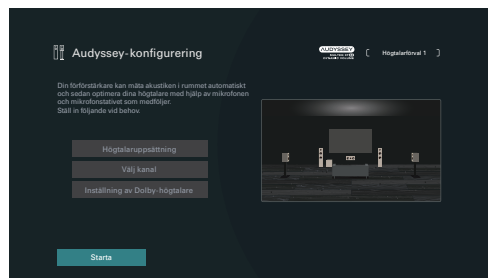 Audyssey-konfigurering
AUDYSSEY
Högtalarförval 1
Din förförstärkare kan mäta akustiken i rummet automatiskt
och sedan optimera dina högtalare med hjälp av mikrofonen
och mikrofonstativet som medföljer.
Ställ in följande vid behov.
Högtalaruppsättning
Välj kanal
Inställning av Dolby-högtalare
Starta